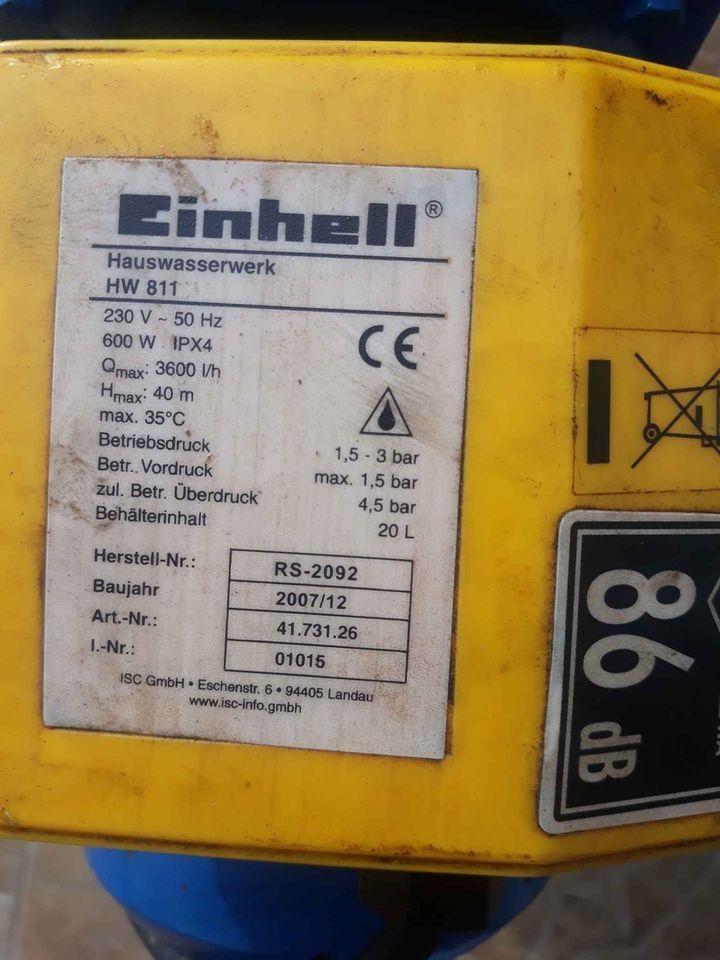 Einhell®
Hauswasserwerk
HW 811
230 V ~ 50 Hz
600 W IPX4
CE
Qmax: 3600 l/h
Hmax: 40 m
max. 35°C
Betriebsdruck 1,5 - 3 bar
Betr. Vordruck max. 1,5 bar
zul. Betr. Überdruck 4,5 bar
Behälterinhalt 20 L
Herstell-Nr.: RS-2092
Baujahr 2007/12
Art.-Nr.: 41.731.26
I.-Nr.: 01015
ISC GmbH • Eschenstr. 6 • 94405 Landau
www.isc-info.gmbh
86 dB